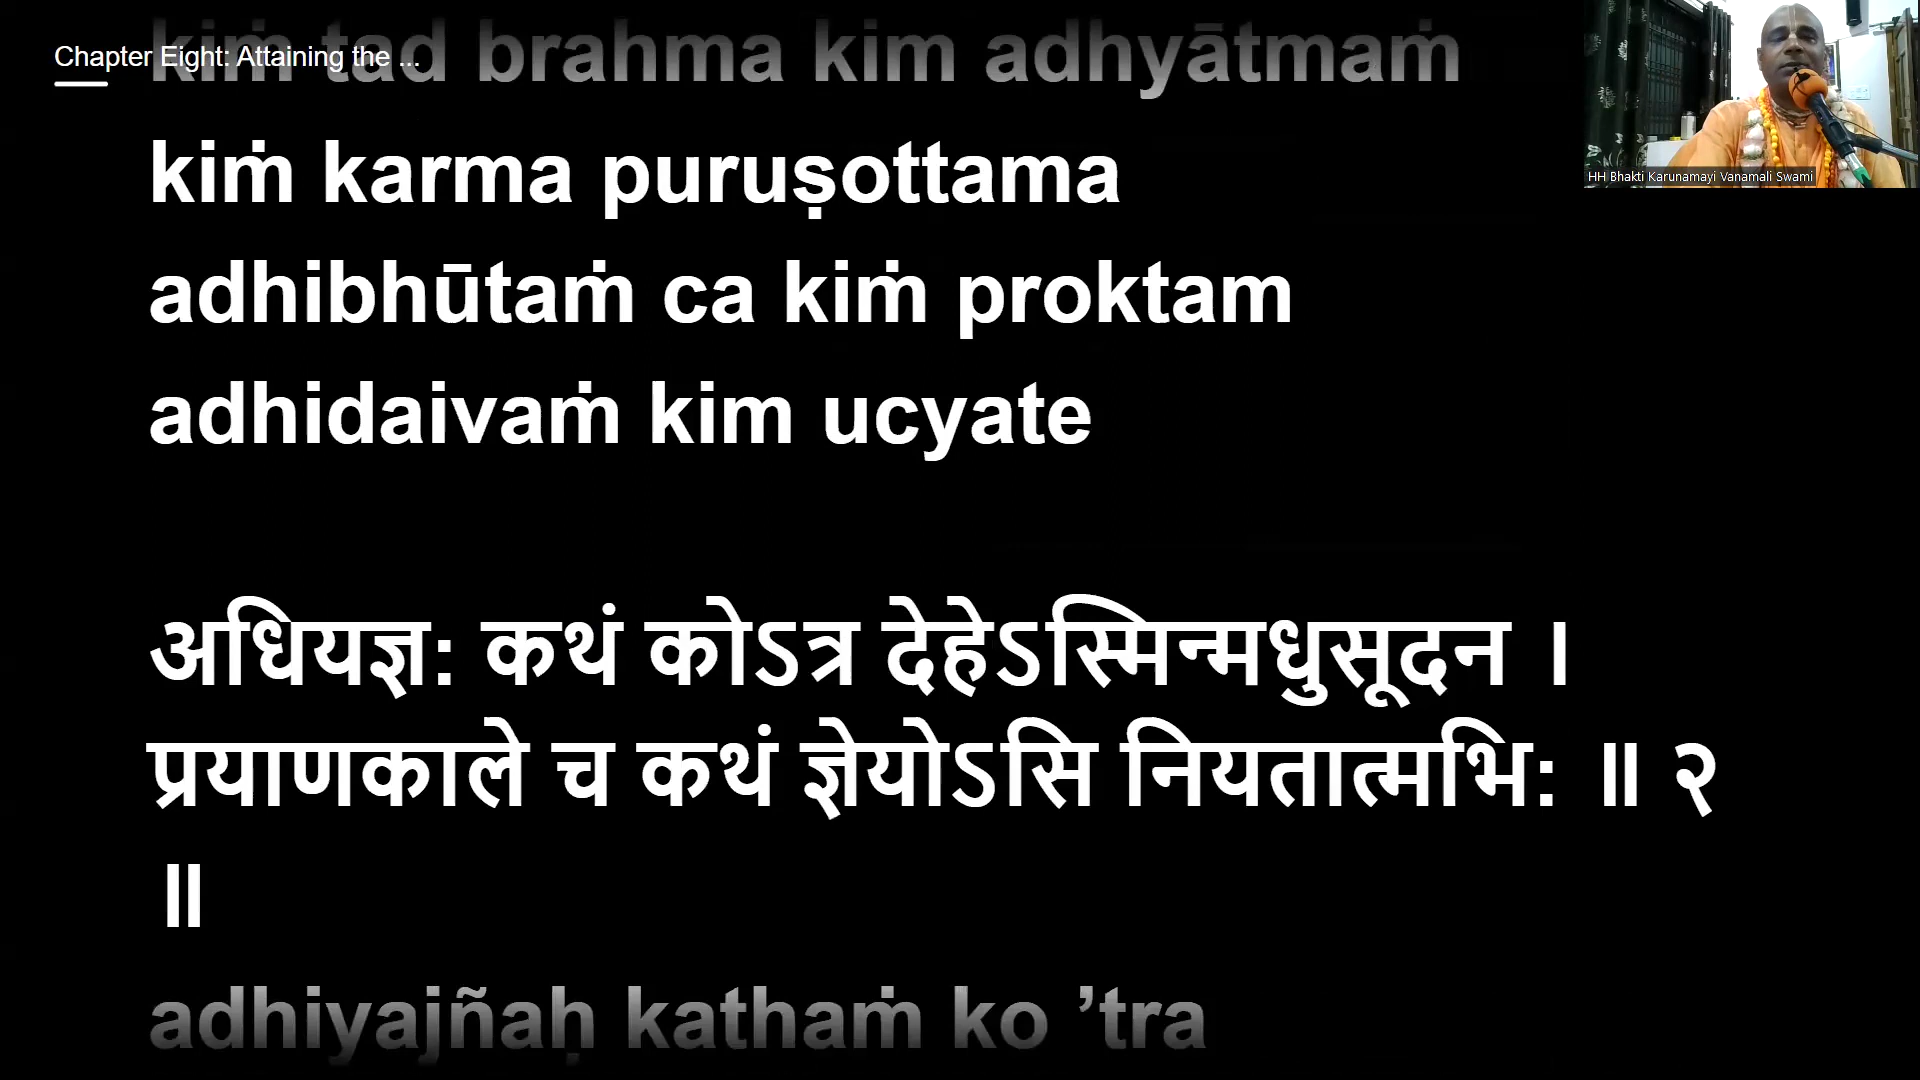 kiṁ tad brahma kim adhyātmaṁ
Chapter Eight: Attaining the ...
kiṁ karma puruṣottama
adhibhūtaṁ ca kiṁ proktam
adhidaivaṁ kim ucyate
HH Bhakti Karunamayi Vanamali Swami
अधियज्ञ: कथं कोऽत्र देहेऽस्मिन्मधुसूदन ।
प्रयाणकाले च कथं ज्ञेयोऽसि नियतात्मभि: ॥ २
॥
adhiyajñaḥ kathaṁ ko ’tra